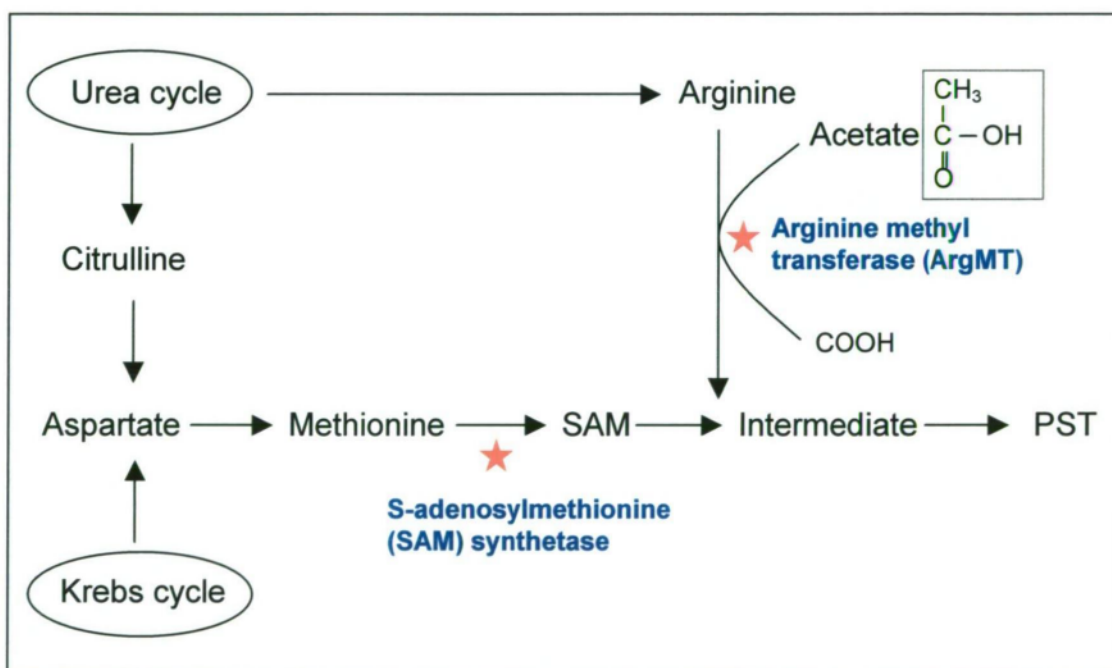 Urea cycle
Arginine
CH₃
Acetate
C – OH
O
Arginine methyl
transferase (ArgMT)
Citrulline
COOH
Aspartate
Methionine
SAM
Intermediate
PST
S-adenosylmethionine
(SAM) synthetase
Krebs cycle